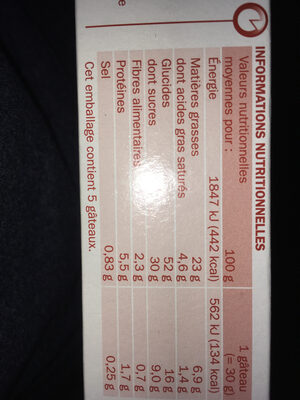 e
INFORMATIONS NUTRITIONNELLES
Valeurs nutritionnelles
moyennes pour : 100 g 1 gâteau
(= 30 g)
Énergie 1847 kJ (442 kcal) 562 kJ (134 kcal)
Matières grasses 23 g 6,9 g
dont acides gras saturés 4,6 g 1,4 g
Glucides 52 g 16 g
dont sucres 30 g 9,0 g
Fibres alimentaires 2,3 g 0,7 g
Protéines 5,5 g 1,7 g
Sel 0,83 g 0,25 g
Cet emballage contient 5 gâteaux.